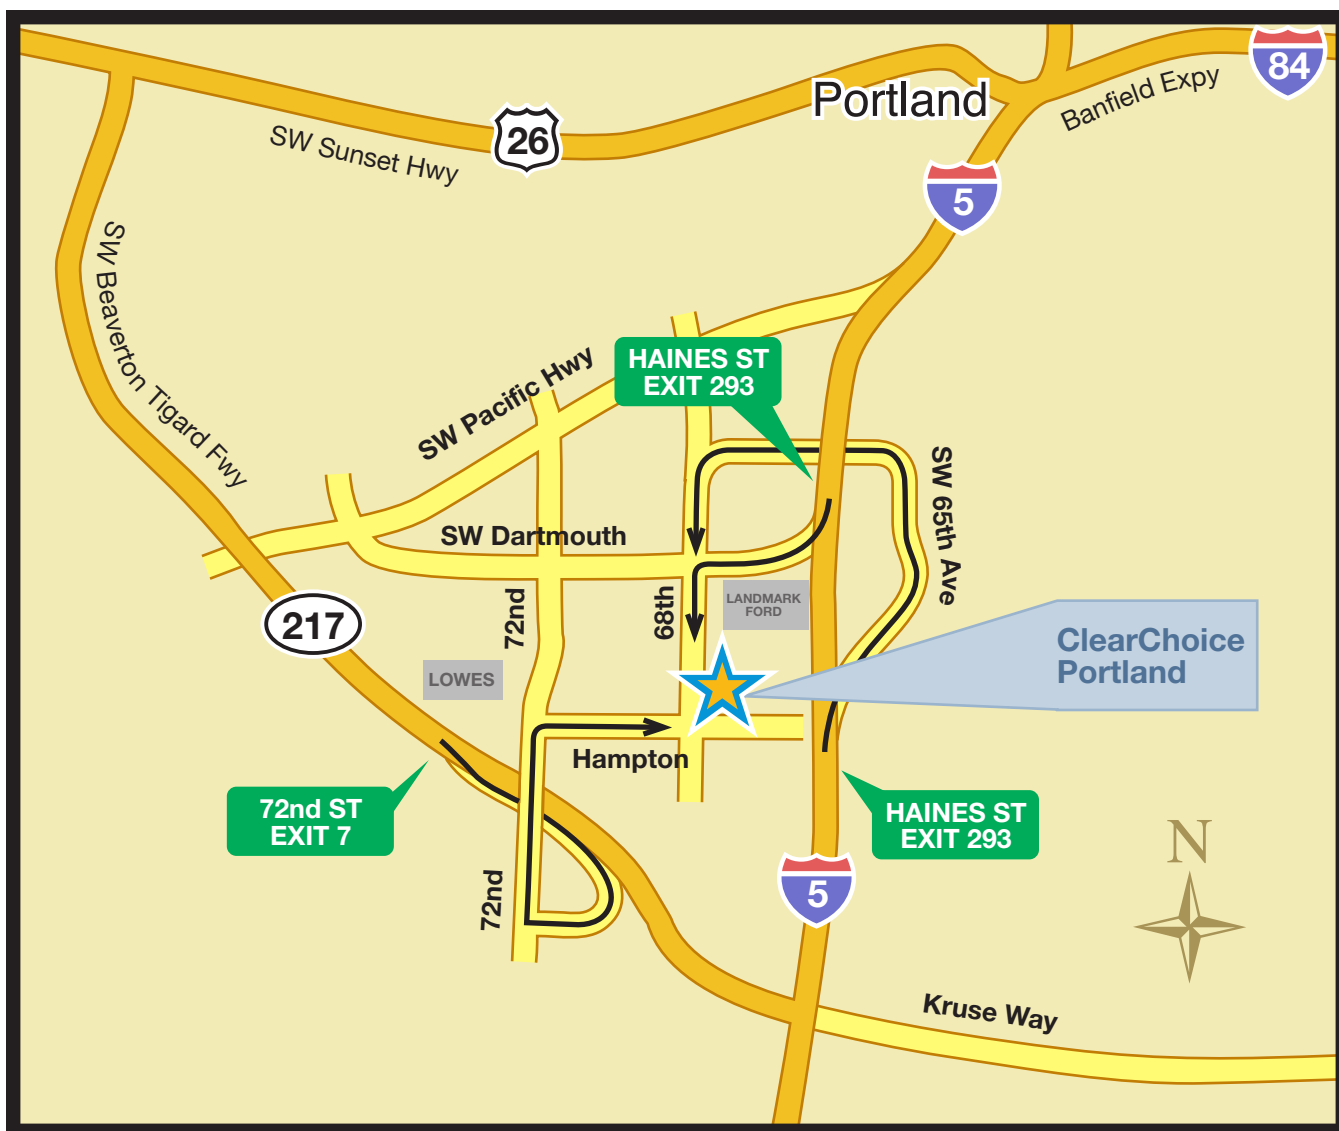 84
Portland
Banfield Expy
26
SW Sunset Hwy
5
SW Beaverton Tigard Fwy
HAINES ST
EXIT 293
SW Pacific Hwy
SW 65th Ave
SW Dartmouth
72nd
68th
LANDMARK
FORD
217
ClearChoice
Portland
LOWES
Hampton
72nd ST
EXIT 7
HAINES ST
EXIT 293
N
72nd
5
Kruse Way